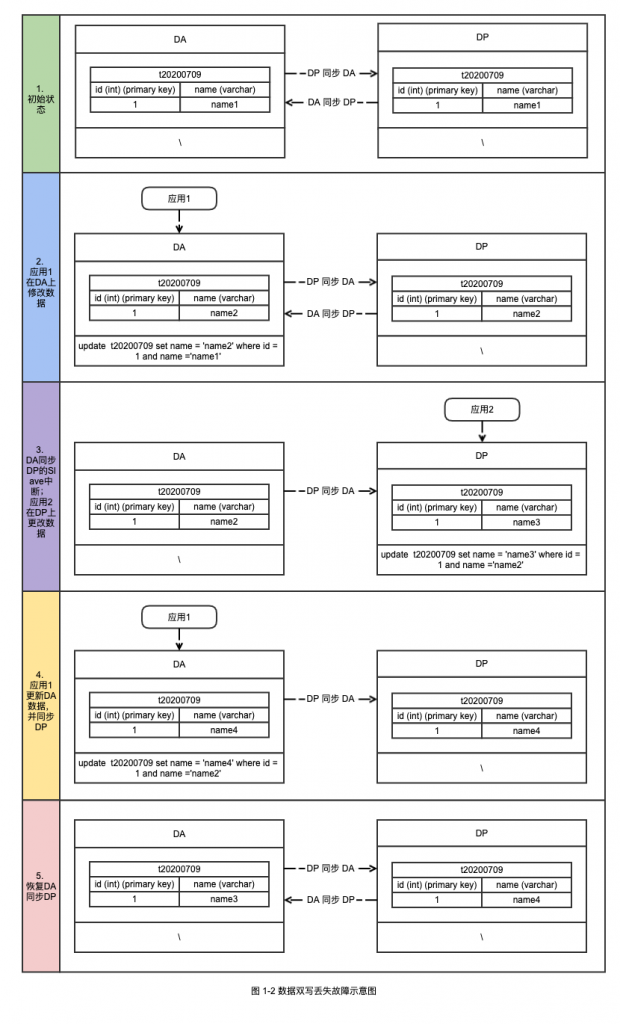 1.
初始状
态
DA
t20200709
id (int) (primary key) name (varchar)
1 name1
\
DP 同步 DA
DA 同步 DP
DP
t20200709
id (int) (primary key) name (varchar)
1 name1
\
2.
应用1
在DA上
修改数
据
应用1
DA
t20200709
id (int) (primary key) name (varchar)
1 name2
update t20200709 set name = 'name2' where id =
1 and name ='name1'
DP 同步 DA
DA 同步 DP
DP
t20200709
id (int) (primary key) name (varchar)
1 name2
\
3.
DA同步
DP的Sl
ave中
断;
应用2
在DP上
更改数
据
DA
t20200709
id (int) (primary key) name (varchar)
1 name2
\
DP 同步 DA
应用2
DP
t20200709
id (int) (primary key) name (varchar)
1 name3
update t20200709 set name = 'name3' where id =
1 and name ='name2'
4.
应用1
更新DA
数据，
并同步
DP
应用1
DA
t20200709
id (int) (primary key) name (varchar)
1 name4
update t20200709 set name = 'name4' where id =
1 and name ='name2'
DP 同步 DA
DP
t20200709
id (int) (primary key) name (varchar)
1 name4
\
5.
恢复DA
同步DP
DA
t20200709
id (int) (primary key) name (varchar)
1 name3
\
DP 同步 DA
DA 同步 DP
DP
t20200709
id (int) (primary key) name (varchar)
1 name4
\
图 1-2 数据双写丢失故障示意图